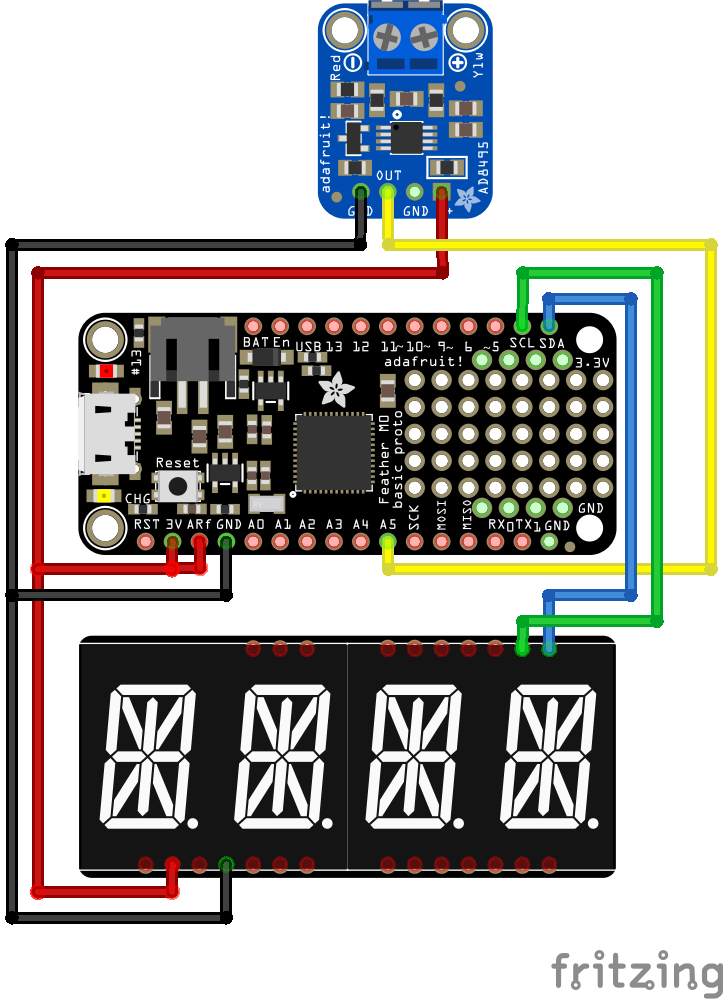 Red
Ylw
adafruit!
AD8495
OUT
GND
GND
+
BAT
En
USB
13
12
11~
10~
9~
6
~5
SCL
SDA
#13
adafruit!
3.3V
Feather M0
basic proto
Reset
CHG
GND
RST
3V
ARf
GND
A0
A1
A2
A3
A4
A5
SCK
MOSI
MISO
RX0
TX1
GND
fritzing